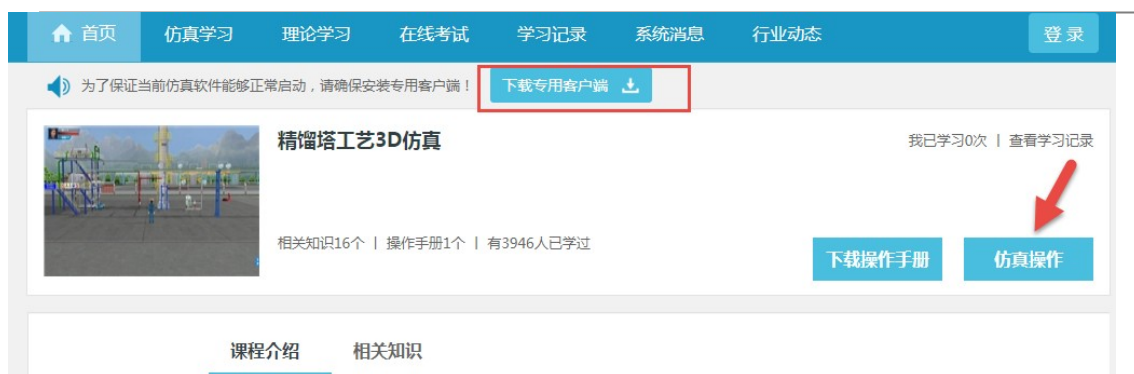 首页 仿真学习 理论学习 在线考试 学习记录 系统消息 行业动态 登录
为了保证当前仿真软件能够正常启动,请确保安装专用客户端! 下载专用客户端
精馏塔工艺3D仿真
我已学习0次 | 查看学习记录
相关知识16个 | 操作手册1个 | 有3946人已学过
下载操作手册 仿真操作
课程介绍 相关知识